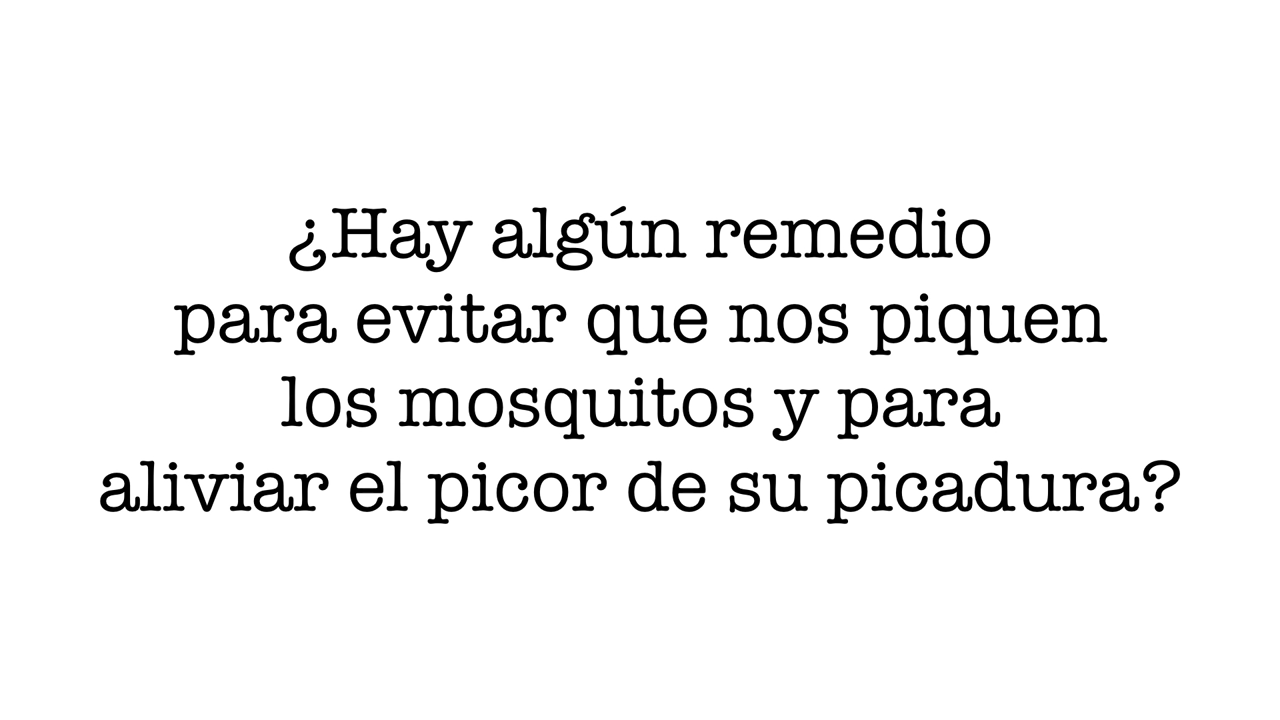 ¿Hay algún remedio
para evitar que nos piquen
los mosquitos y para
aliviar el picor de su picadura?